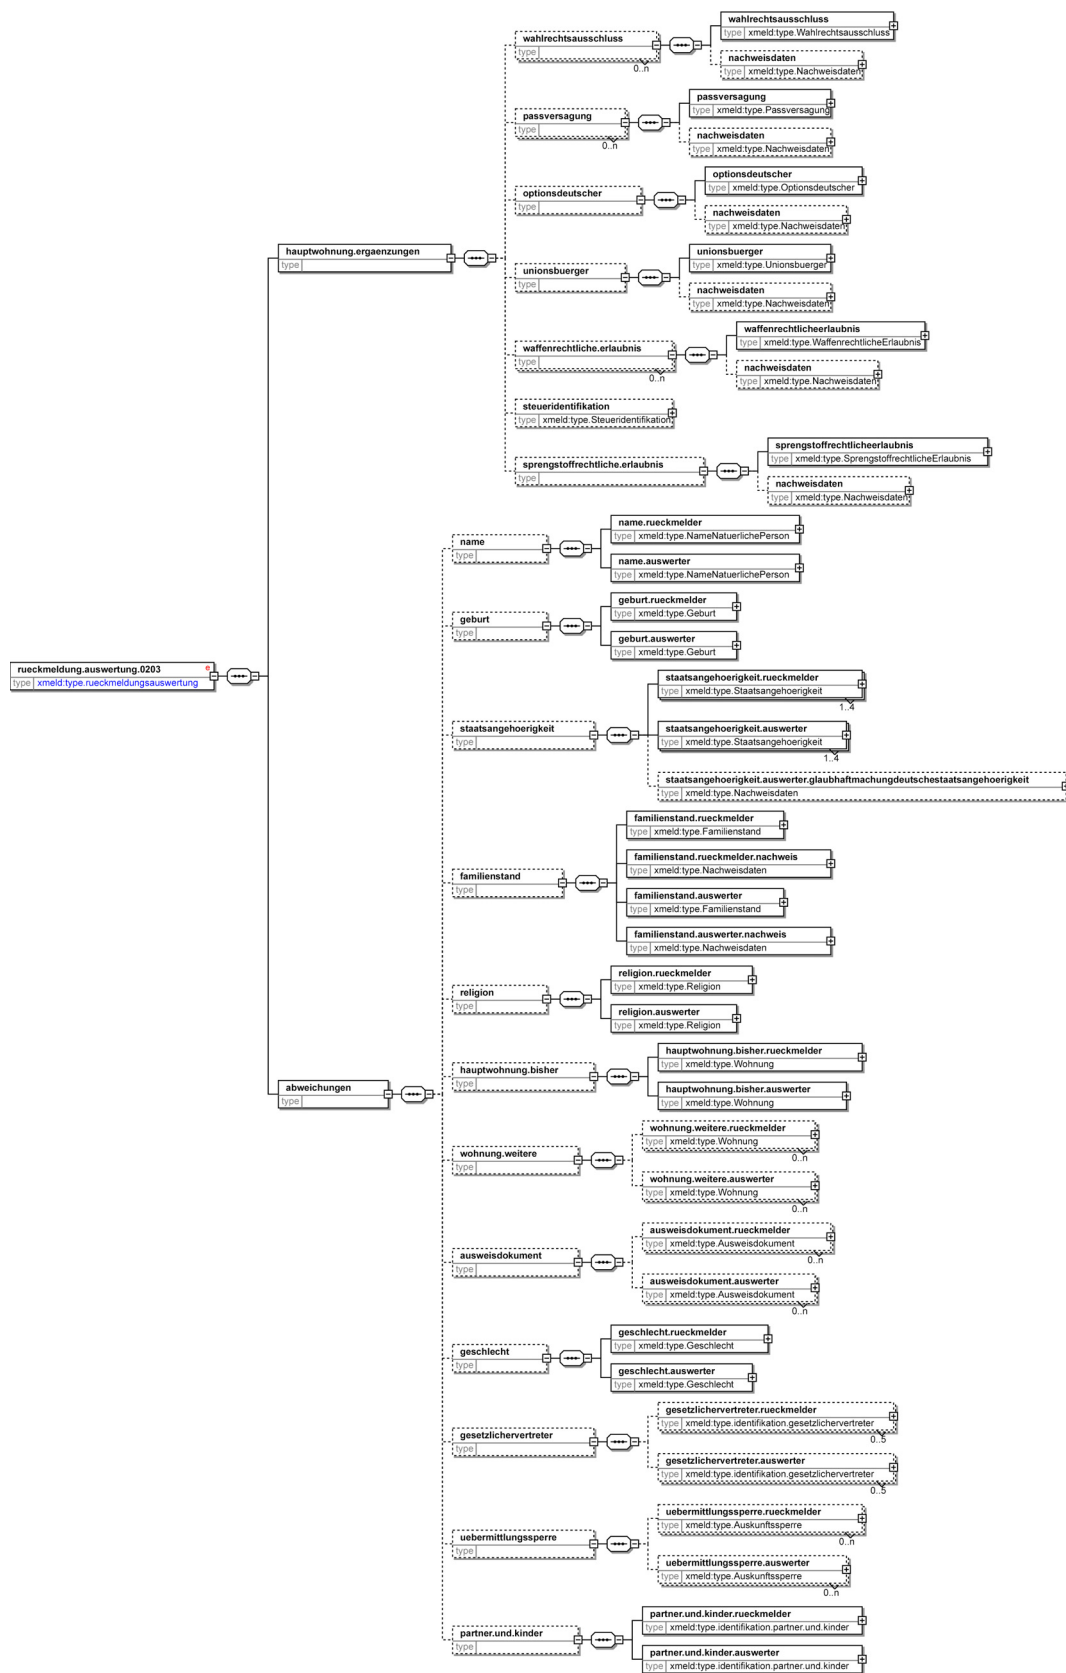 wahlrechtsausschluss
type xmeld:type.Wahlrechtsausschluss
wahlrechtsausschluss
type
0..n
nachweisdaten
type xmeld:type.Nachweisdaten
passversagung
type xmeld:type.Passversagung
passversagung
type
0..n
nachweisdaten
type xmeld:type.Nachweisdaten
optionsdeutscher
type xmeld:type.Optionsdeutscher
optionsdeutscher
type
nachweisdaten
type xmeld:type.Nachweisdaten
hauptwohnung.ergaenzungen
type
unionsbuerger
type xmeld:type.Unionsbuerger
unionsbuerger
type
nachweisdaten
type xmeld:type.Nachweisdaten
waffenrechtlicheerlaubnis
type xmeld:type.WaffenrechtlicheErlaubnis
waffenrechtliche.erlaubnis
type
0..n
nachweisdaten
type xmeld:type.Nachweisdaten
steueridentifikation
type xmeld:type.Steueridentifikation
sprengstoffrechtlicheerlaubnis
type xmeld:type.SprengstoffrechtlicheErlaubnis
sprengstoffrechtliche.erlaubnis
type
nachweisdaten
type xmeld:type.Nachweisdaten
name
type
name.rueckmelder
type xmeld:type.NameNatuerlichePerson
name.auswerter
type xmeld:type.NameNatuerlichePerson
geburt
type
geburt.rueckmelder
type xmeld:type.Geburt
geburt.auswerter
type xmeld:type.Geburt
rueckmeldung.auswertung.0203 e
type xmeld:type.rueckmeldungsauswertung
staatsangehoerigkeit
type
staatsangehoerigkeit.rueckmelder
type xmeld:type.Staatsangehoerigkeit
1..4
staatsangehoerigkeit.auswerter
type xmeld:type.Staatsangehoerigkeit
1..4
staatsangehoerigkeit.auswerter.glaubhaftmachungdeutschestaatsangehoerigkeit
type xmeld:type.Nachweisdaten
familienstand
type
familienstand.rueckmelder
type xmeld:type.Familienstand
familienstand.rueckmelder.nachweis
type xmeld:type.Nachweisdaten
familienstand.auswerter
type xmeld:type.Familienstand
familienstand.auswerter.nachweis
type xmeld:type.Nachweisdaten
religion
type
religion.rueckmelder
type xmeld:type.Religion
religion.auswerter
type xmeld:type.Religion
abweichungen
type
hauptwohnung.bisher
type
hauptwohnung.bisher.rueckmelder
type xmeld:type.Wohnung
hauptwohnung.bisher.auswerter
type xmeld:type.Wohnung
wohnung.weitere
type
wohnung.weitere.rueckmelder
type xmeld:type.Wohnung
0..n
wohnung.weitere.auswerter
type xmeld:type.Wohnung
0..n
ausweisdokument
type
ausweisdokument.rueckmelder
type xmeld:type.Ausweisdokument
0..n
ausweisdokument.auswerter
type xmeld:type.Ausweisdokument
0..n
geschlecht
type
geschlecht.rueckmelder
type xmeld:type.Geschlecht
geschlecht.auswerter
type xmeld:type.Geschlecht
gesetzlichervertreter
type
gesetzlichervertreter.rueckmelder
type xmeld:type.identifikation.gesetzlichervertreter
0..5
gesetzlichervertreter.auswerter
type xmeld:type.identifikation.gesetzlichervertreter
0..5
uebermittlungssperre
type
uebermittlungssperre.rueckmelder
type xmeld:type.Auskunftssperre
0..n
uebermittlungssperre.auswerter
type xmeld:type.Auskunftssperre
0..n
partner.und.kinder
type
partner.und.kinder.rueckmelder
type xmeld:type.identifikation.partner.und.kinder
partner.und.kinder.auswerter
type xmeld:type.identifikation.partner.und.kinder